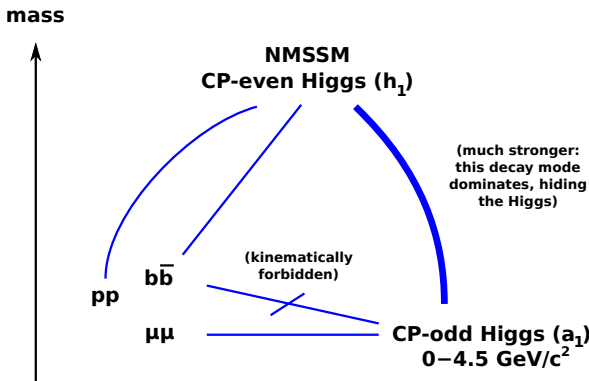 mass
NMSSM
CP-even Higgs (h₁)
(much stronger:
this decay mode
dominates, hiding
the Higgs)
(kinematically
forbidden)
bb̅
pp
μμ
CP-odd Higgs (a₁)
0−4.5 GeV/c²